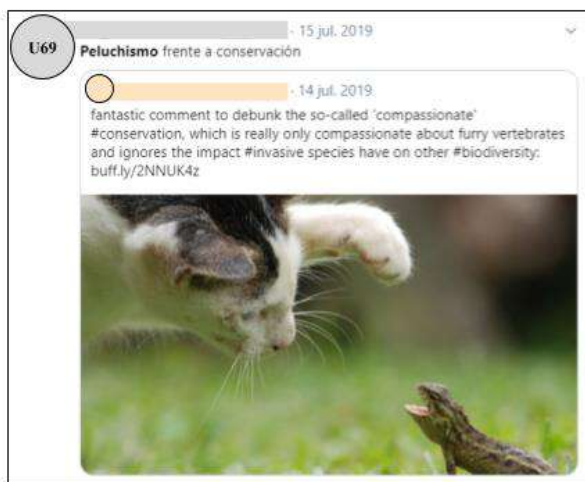 U69
· 15 jul. 2019
Peluchismo frente a conservación
· 14 jul. 2019
fantastic comment to debunk the so-called 'compassionate'
#conservation, which is really only compassionate about furry vertebrates
and ignores the impact #invasive species have on other #biodiversity:
buff.ly/2NNUK4z